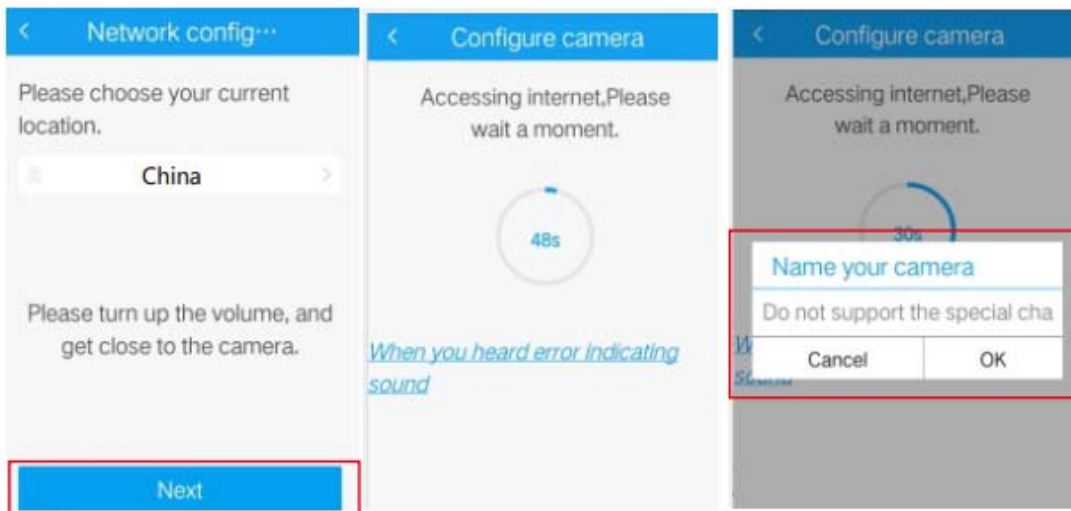 Network config···
Please choose your current
location.
China
Please turn up the volume, and
get close to the camera.
Next
Configure camera
Accessing internet,Please
wait a moment.
48s
When you heard error indicating
sound
Configure camera
Accessing internet,Please
wait a moment.
30s
Name your camera
Do not support the special cha
Cancel
OK